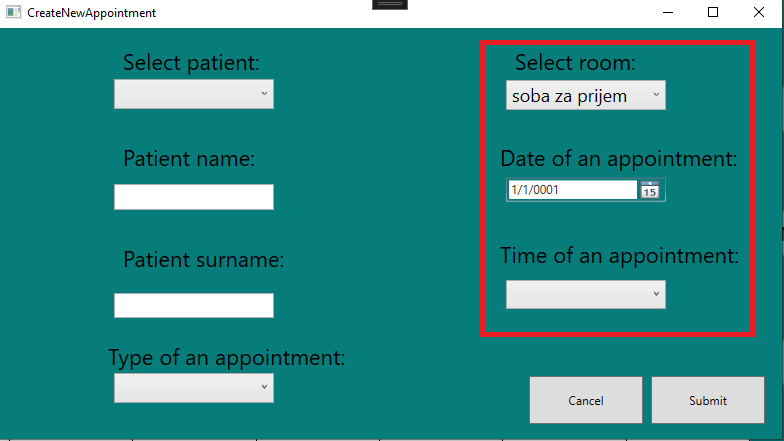 CreateNewAppointment
Select patient:
Patient name:
Patient surname:
Type of an appointment:
Select room:
soba za prijem
Date of an appointment:
1/1/0001
15
Time of an appointment:
Cancel
Submit